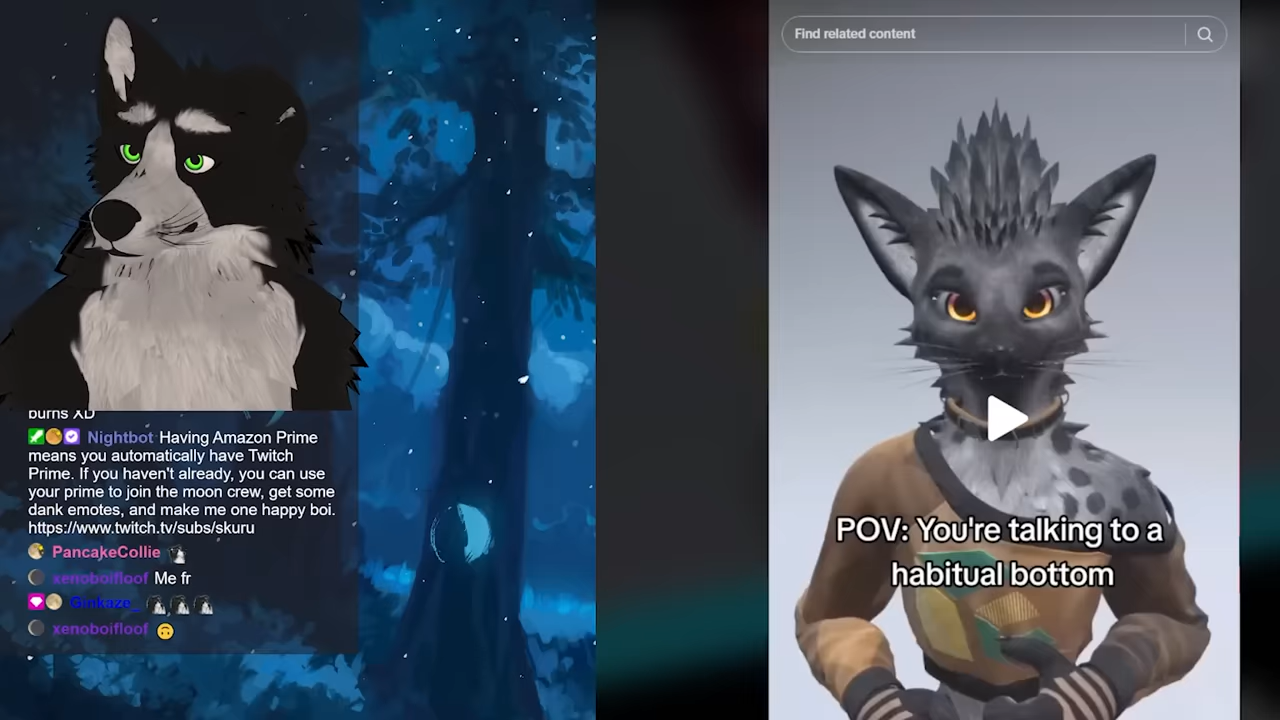 burns XD
Nightbot Having Amazon Prime
means you automatically have Twitch
Prime. If you haven't already, you can use
your prime to join the moon crew, get some
dank emotes, and make me one happy boi.
https://www.twitch.tv/subs/skuru
PancakeCollie
xenoboifloof Me fr
Ginkaze_
xenoboifloof
Find related content
POV: You're talking to a
habitual bottom